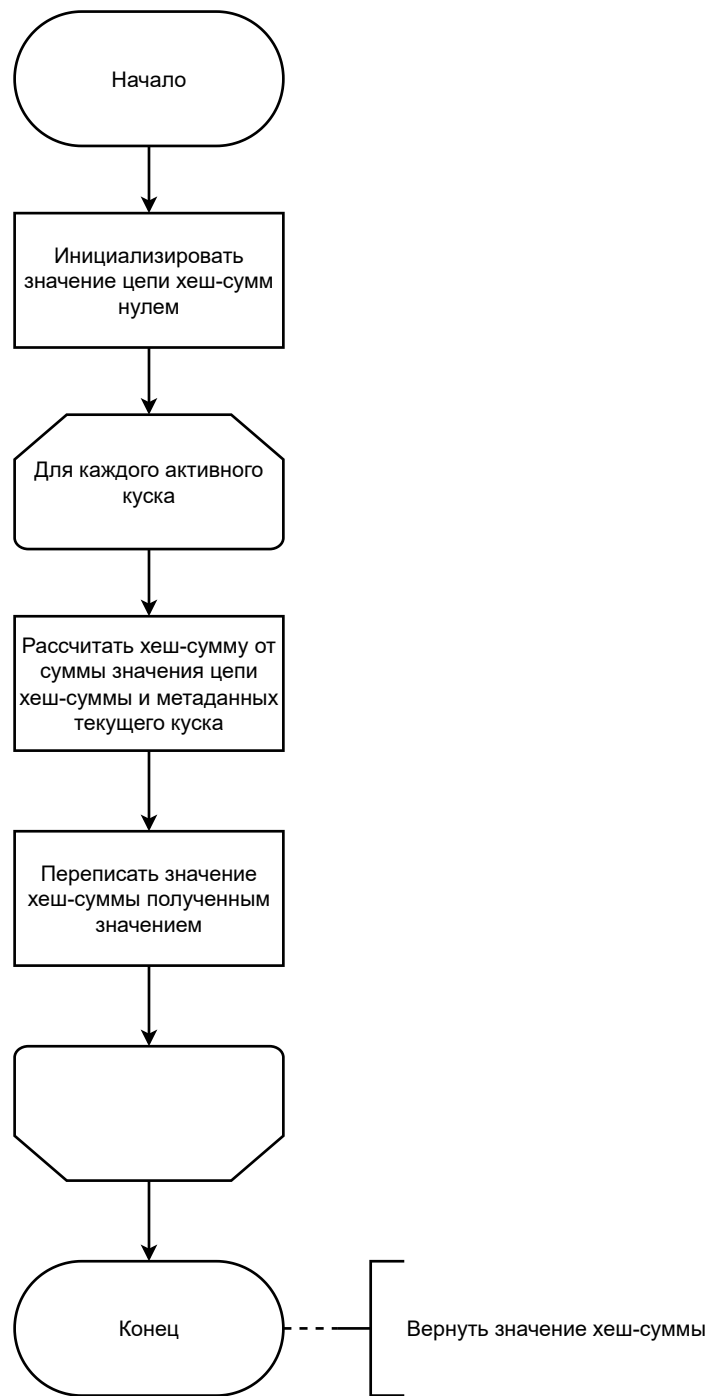 Начало
Инициализировать
значение цепи хеш-сумм
нулем
Для каждого активного
куска
Рассчитать хеш-сумму от
суммы значения цепи
хеш-суммы и метаданных
текущего куска
Переписать значение
хеш-суммы полученным
значением
Конец
Вернуть значение хеш-суммы